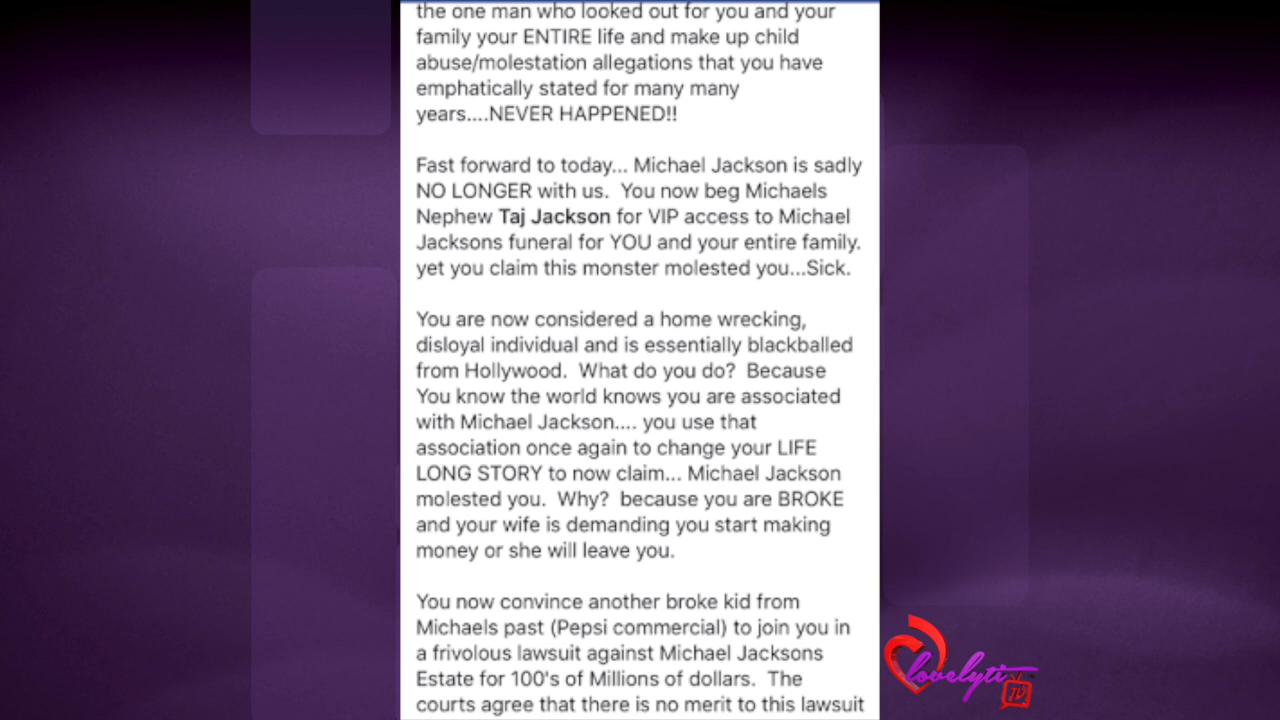 the one man who looked out for you and your
family your ENTIRE life and make up child
abuse/molestation allegations that you have
emphatically stated for many many
years....NEVER HAPPENED!!
Fast forward to today... Michael Jackson is sadly
NO LONGER with us.  You now beg Michaels
Nephew Taj Jackson for VIP access to Michael
Jacksons funeral for YOU and your entire family.
yet you claim this monster molested you...Sick.
You are now considered a home wrecking,
disloyal individual and is essentially blackballed
from Hollywood.  What do you do?  Because
You know the world knows you are associated
with Michael Jackson.... you use that
association once again to change your LIFE
LONG STORY to now claim... Michael Jackson
molested you.  Why?  because you are BROKE
and your wife is demanding you start making
money or she will leave you.
You now convince another broke kid from
Michaels past (Pepsi commercial) to join you in
a frivolous lawsuit against Michael Jacksons
Estate for 100's of Millions of dollars.  The
courts agree that there is no merit to this lawsuit
lovelyti
TV